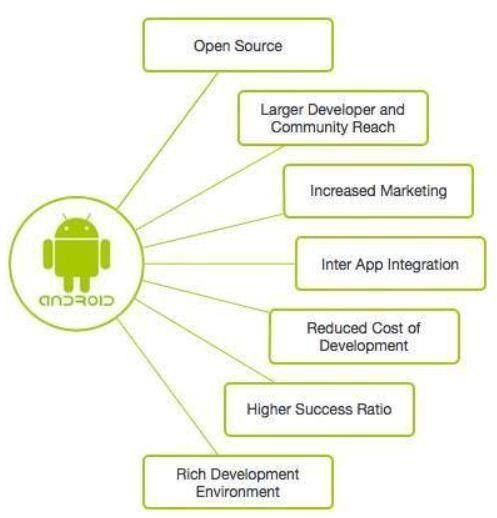 Open Source
Larger Developer and
Community Reach
Increased Marketing
Inter App Integration
Reduced Cost of
Development
Higher Success Ratio
Rich Development
Environment
ANDROID